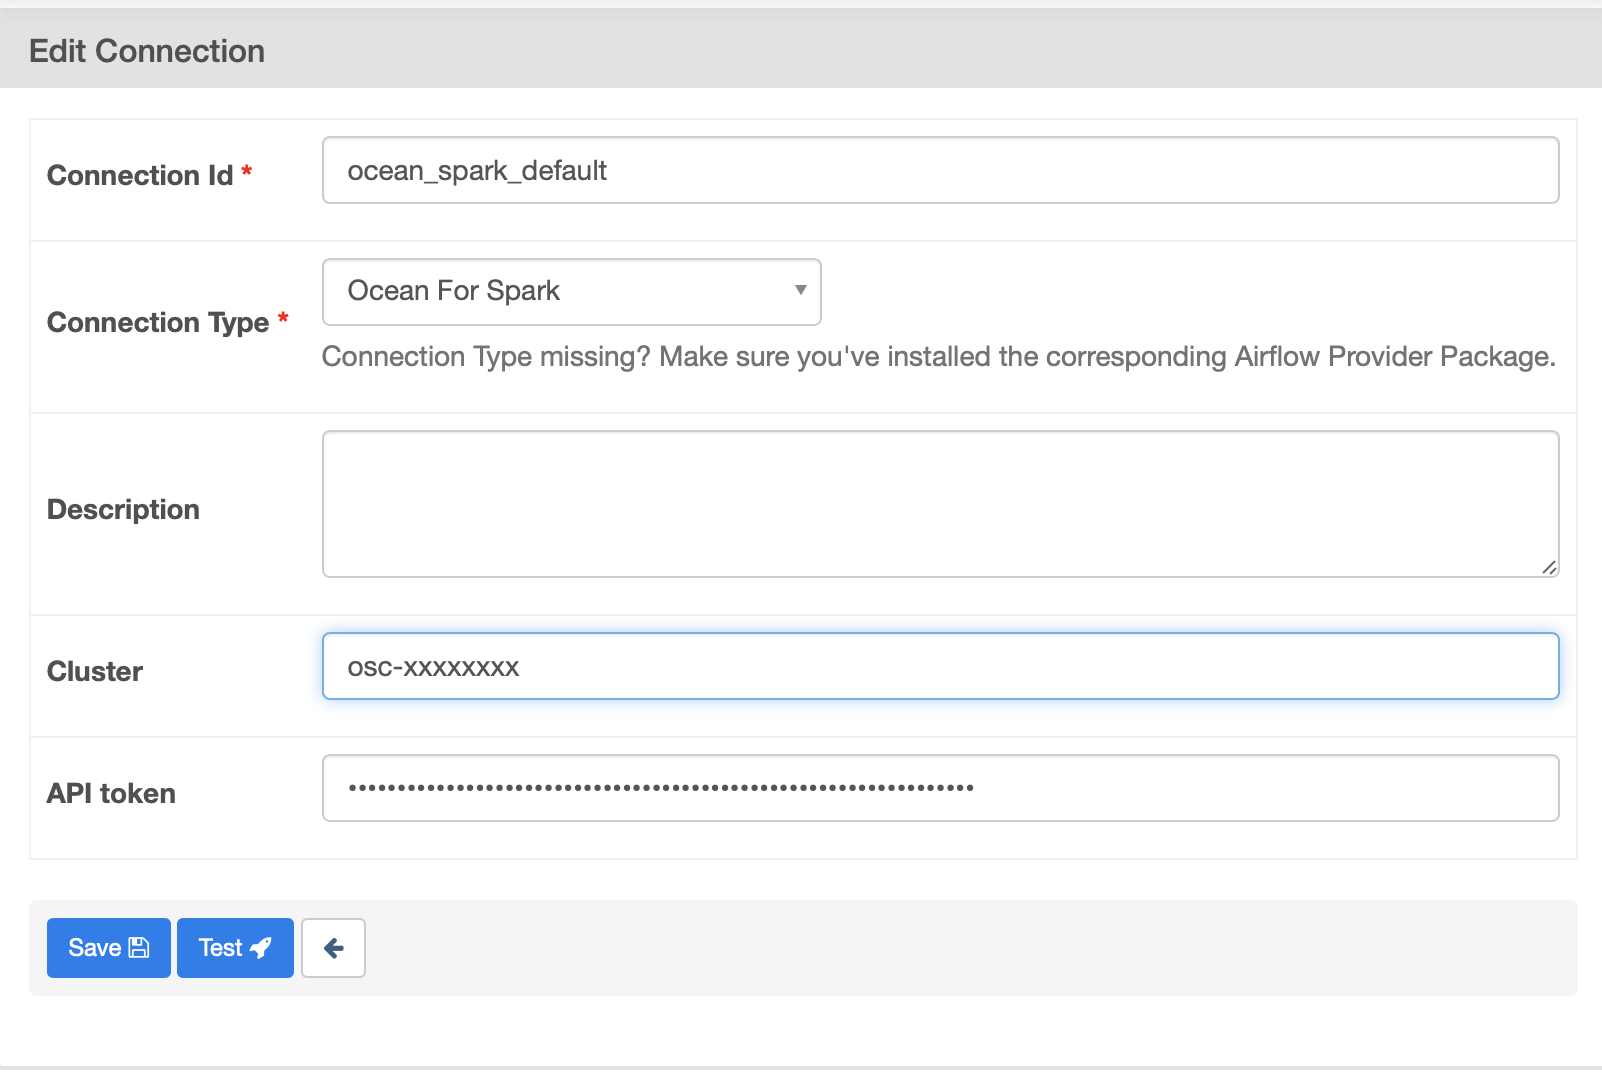 Edit Connection
Connection Id *
ocean_spark_default
Connection Type *
Ocean For Spark
Connection Type missing? Make sure you've installed the corresponding Airflow Provider Package.
Description
Cluster
osc-xxxxxxxx
API token
Save
Test